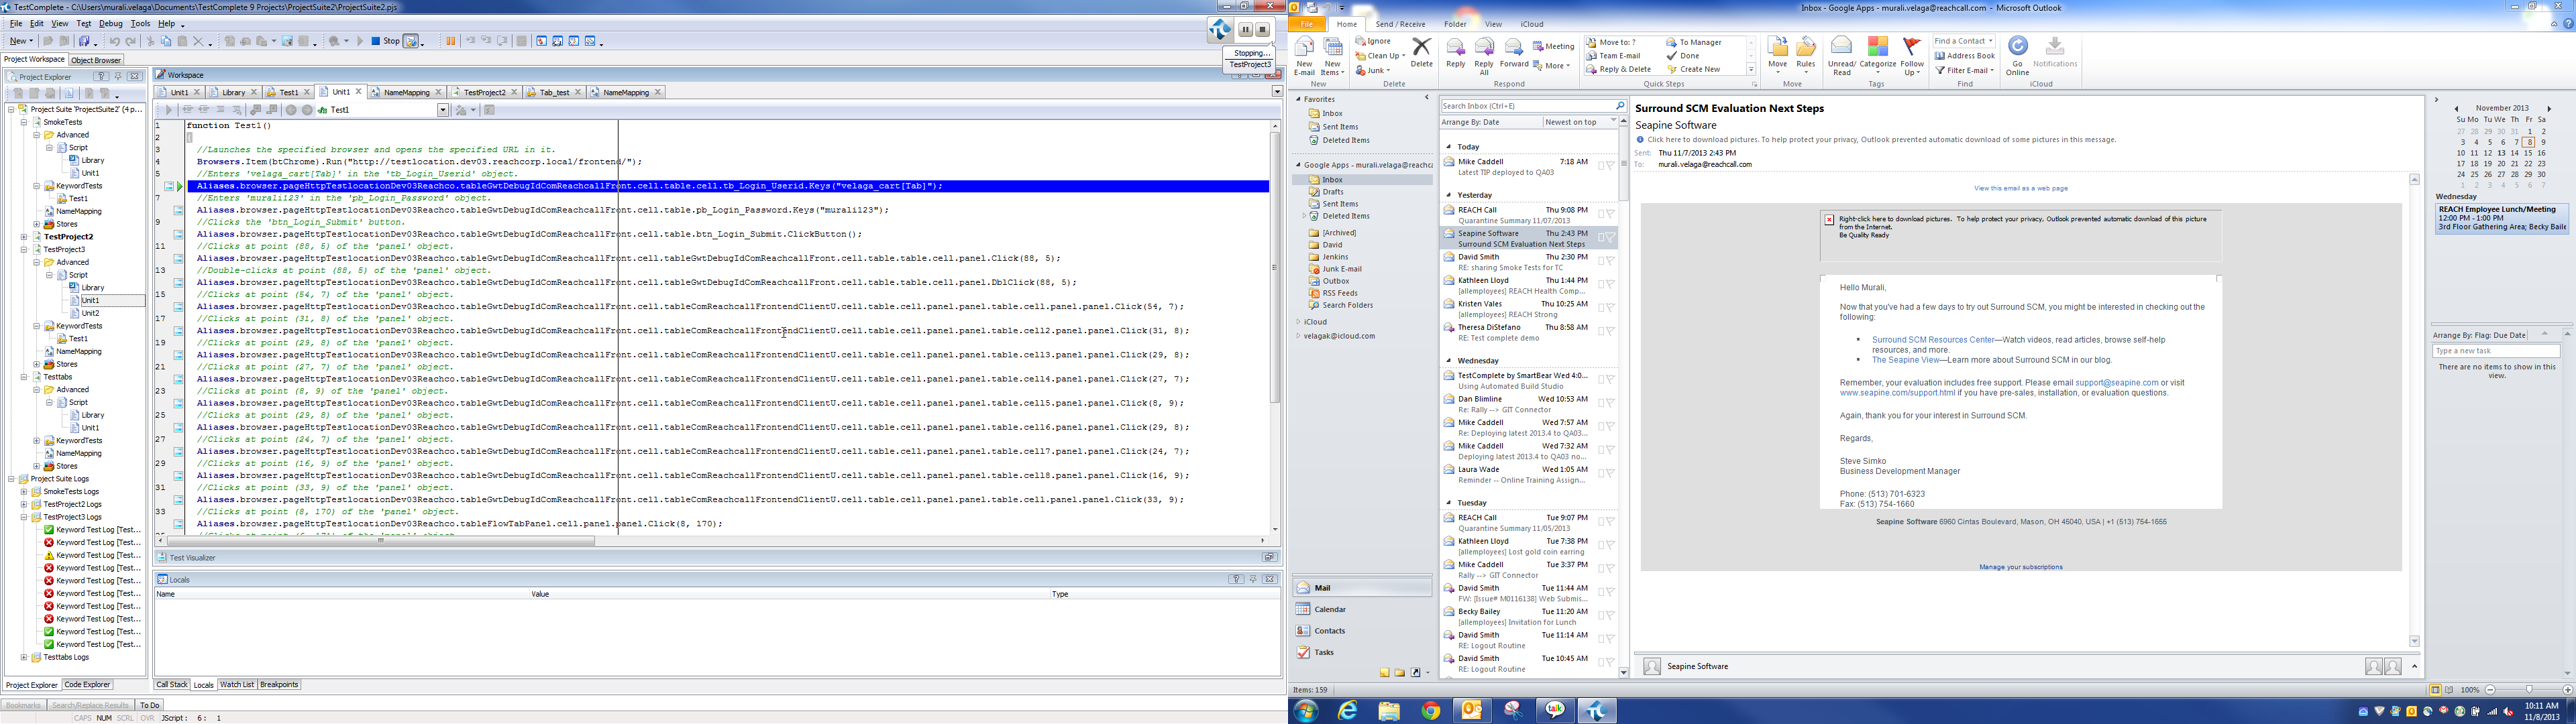 TestComplete - C:\Users\murali.velaga\Documents\TestComplete 9 Projects\ProjectSuite2\ProjectSuite2.pjs
File Edit View Test Debug Tools Help
New
Stop
Stopping...
TestProject3
Project Workspace Object Browser
Project Explorer
Project Suite 'ProjectSuite2' (4 p...
SmokeTests
Advanced
Script
Library
Unit1
KeywordTests
Test1
NameMapping
Stores
TestProject2
TestProject3
Advanced
Script
Library
Unit1
Unit2
KeywordTests
Test1
NameMapping
Stores
Testtabs
Advanced
Script
Library
Unit1
KeywordTests
NameMapping
Stores
Project Suite Logs
SmokeTests Logs
TestProject2 Logs
TestProject3 Logs
Keyword Test Log [Test...
Keyword Test Log [Test...
Keyword Test Log [Test...
Keyword Test Log [Test...
Keyword Test Log [Test...
Keyword Test Log [Test...
Keyword Test Log [Test...
Keyword Test Log [Test...
Keyword Test Log [Test...
Keyword Test Log [Test...
Testtabs Logs
Project Explorer Code Explorer
Workspace
Unit1 Library Test1 Unit1 NameMapping TestProject2 Tab_test NameMapping
Test1
1 function Test1()
2 {
3 //Launches the specified browser and opens the specified URL in it.
4 Browsers.Item(btChrome).Run("http://testlocation.dev03.reachcorp.local/frontend/");
5 //Enters 'velaga_cart[Tab]' in the 'tb_Login_Userid' object.
Aliases.browser.pageHttpTestlocationDev03Reachco.tableGwtDebugIdComReachcallFront.cell.table.cell.tb_Login_Userid.Keys("velaga_cart[Tab]");
7 //Enters 'murali123' in the 'pb_Login_Password' object.
Aliases.browser.pageHttpTestlocationDev03Reachco.tableGwtDebugIdComReachcallFront.cell.table.pb_Login_Password.Keys("murali123");
9 //Clicks the 'btn_Login_Submit' button.
Aliases.browser.pageHttpTestlocationDev03Reachco.tableGwtDebugIdComReachcallFront.cell.table.btn_Login_Submit.ClickButton();
11 //Clicks at point (88, 5) of the 'panel' object.
Aliases.browser.pageHttpTestlocationDev03Reachco.tableGwtDebugIdComReachcallFront.cell.table.table.cell.panel.Click(88, 5);
13 //Double-clicks at point (88, 5) of the 'panel' object.
Aliases.browser.pageHttpTestlocationDev03Reachco.tableGwtDebugIdComReachcallFront.cell.table.table.cell.panel.DblClick(88, 5);
15 //Clicks at point (54, 7) of the 'panel' object.
Aliases.browser.pageHttpTestlocationDev03Reachco.tableGwtDebugIdComReachcallFront.cell.tableComReachcallFrontendClientU.cell.table.cell.panel.panel.table.cell.panel.panel.Click(54, 7);
17 //Clicks at point (31, 8) of the 'panel' object.
Aliases.browser.pageHttpTestlocationDev03Reachco.tableGwtDebugIdComReachcallFront.cell.tableComReachcallFrontendClientU.cell.table.cell.panel.panel.table.cell2.panel.panel.Click(31, 8);
19 //Clicks at point (29, 8) of the 'panel' object.
Aliases.browser.pageHttpTestlocationDev03Reachco.tableGwtDebugIdComReachcallFront.cell.tableComReachcallFrontendClientU.cell.table.cell.panel.panel.table.cell3.panel.panel.Click(29, 8);
21 //Clicks at point (27, 7) of the 'panel' object.
Aliases.browser.pageHttpTestlocationDev03Reachco.tableGwtDebugIdComReachcallFront.cell.tableComReachcallFrontendClientU.cell.table.cell.panel.panel.table.cell4.panel.panel.Click(27, 7);
23 //Clicks at point (8, 9) of the 'panel' object.
Aliases.browser.pageHttpTestlocationDev03Reachco.tableGwtDebugIdComReachcallFront.cell.tableComReachcallFrontendClientU.cell.table.cell.panel.panel.table.cell5.panel.panel.Click(8, 9);
25 //Clicks at point (29, 8) of the 'panel' object.
Aliases.browser.pageHttpTestlocationDev03Reachco.tableGwtDebugIdComReachcallFront.cell.tableComReachcallFrontendClientU.cell.table.cell.panel.panel.table.cell6.panel.panel.Click(29, 8);
27 //Clicks at point (24, 7) of the 'panel' object.
Aliases.browser.pageHttpTestlocationDev03Reachco.tableGwtDebugIdComReachcallFront.cell.tableComReachcallFrontendClientU.cell.table.cell.panel.panel.table.cell7.panel.panel.Click(24, 7);
29 //Clicks at point (16, 9) of the 'panel' object.
Aliases.browser.pageHttpTestlocationDev03Reachco.tableGwtDebugIdComReachcallFront.cell.tableComReachcallFrontendClientU.cell.table.cell.panel.panel.table.cell8.panel.panel.Click(16, 9);
31 //Clicks at point (33, 9) of the 'panel' object.
Aliases.browser.pageHttpTestlocationDev03Reachco.tableGwtDebugIdComReachcallFront.cell.tableComReachcallFrontendClientU.cell.table.cell.panel.panel.table.cell.panel.panel.Click(33, 9);
33 //Clicks at point (8, 170) of the 'panel' object.
Aliases.browser.pageHttpTestlocationDev03Reachco.tableFlowTabPanel.cell.panel.panel.Click(8, 170);
Test Visualizer
Locals
Name Value Type
Call Stack Locals Watch List Breakpoints
Bookmarks Search/Replace Results To Do
CAPS NUM SCRL OVR JScript: 6: 1
Inbox - Google Apps - murali.velaga@reachcall.com - Microsoft Outlook
File Home Send / Receive Folder View iCloud
New E-mail
New Items
Ignore
Clean Up
Junk
Delete
Reply
Reply All
Forward
Meeting
More
Move to: ?
Team E-mail
Reply & Delete
To Manager
Done
Create New
Move
Rules
Unread/ Read
Categorize
Follow Up
Find a Contact
Address Book
Filter E-mail
Go Online
Notifications
New Delete Respond Quick Steps Move Tags Find iCloud
Favorites
Inbox
Sent Items
Deleted Items
Google Apps - murali.velaga@reachca
Inbox
Drafts
Sent Items
Deleted Items
[Archived]
David
Jenkins
Junk E-mail
Outbox
RSS Feeds
Search Folders
iCloud
velagak@icloud.com
Mail
Calendar
Contacts
Tasks
Items: 159
Search Inbox (Ctrl+E)
Arrange By: Date Newest on top
Today
Mike Caddell 7:18 AM
Latest TIP deployed to QA03
Yesterday
REACH Call Thu 9:08 PM
Quarantine Summary 11/07/2013
Seapine Software Thu 2:43 PM
Surround SCM Evaluation Next Steps
David Smith Thu 2:30 PM
RE: sharing Smoke Tests for TC
Kathleen Lloyd Thu 1:44 PM
[allemployees] REACH Health Comp...
Kristen Vales Thu 10:25 AM
[allemployees] REACH Strong
Theresa DiStefano Thu 8:58 AM
RE: Test complete demo
Wednesday
TestComplete by SmartBear Wed 4:0...
Using Automated Build Studio
Dan Blimline Wed 10:53 AM
Re: Rally --> GIT Connector
Mike Caddell Wed 7:57 AM
Re: Deploying latest 2013.4 to QA03...
Mike Caddell Wed 7:32 AM
Deploying latest 2013.4 to QA03 no...
Laura Wade Wed 1:05 AM
Reminder -- Online Training Assign...
Tuesday
REACH Call Tue 9:07 PM
Quarantine Summary 11/05/2013
Kathleen Lloyd Tue 7:38 PM
[allemployees] Lost gold coin earring
Mike Caddell Tue 3:37 PM
Rally --> GIT Connector
David Smith Tue 11:44 AM
FW: [Issue# M0116138] Web Submis...
Becky Bailey Tue 11:20 AM
[allemployees] Invitation for Lunch
David Smith Tue 11:14 AM
RE: Logout Routine
David Smith Tue 10:45 AM
RE: Logout Routine
Surround SCM Evaluation Next Steps
Seapine Software
Click here to download pictures. To help protect your privacy, Outlook prevented automatic download of some pictures in this message.
Sent: Thu 11/7/2013 2:43 PM
To: murali.velaga@reachcall.com
View this email as a web page
Right-click here to download pictures. To help protect your privacy, Outlook prevented automatic download of this picture
from the Internet.
Be Quality Ready
Hello Murali,
Now that you've had a few days to try out Surround SCM, you might be interested in checking out the
following:
Surround SCM Resources Center—Watch videos, read articles, browse self-help
resources, and more.
The Seapine View—Learn more about Surround SCM in our blog.
Remember, your evaluation includes free support. Please email support@seapine.com or visit
www.seapine.com/support.html if you have pre-sales, installation, or evaluation questions.
Again, thank you for your interest in Surround SCM.
Regards,
Steve Simko
Business Development Manager
Phone: (513) 701-6323
Fax: (513) 754-1660
Seapine Software 6960 Cintas Boulevard, Mason, OH 45040, USA | +1 (513) 754-1655
Manage your subscriptions
Seapine Software
November 2013
Su Mo Tu We Th Fr Sa
27 28 29 30 31 1 2
3 4 5 6 7 8 9
10 11 12 13 14 15 16
17 18 19 20 21 22 23
24 25 26 27 28 29 30
1 2 3 4 5 6 7
Wednesday
REACH Employee Lunch/Meeting
12:00 PM - 1:00 PM
3rd Floor Gathering Area; Becky Baile
Arrange By: Flag: Due Date
Type a new task
There are no items to show in this
view.
100%
talk
10:11 AM
11/8/2013